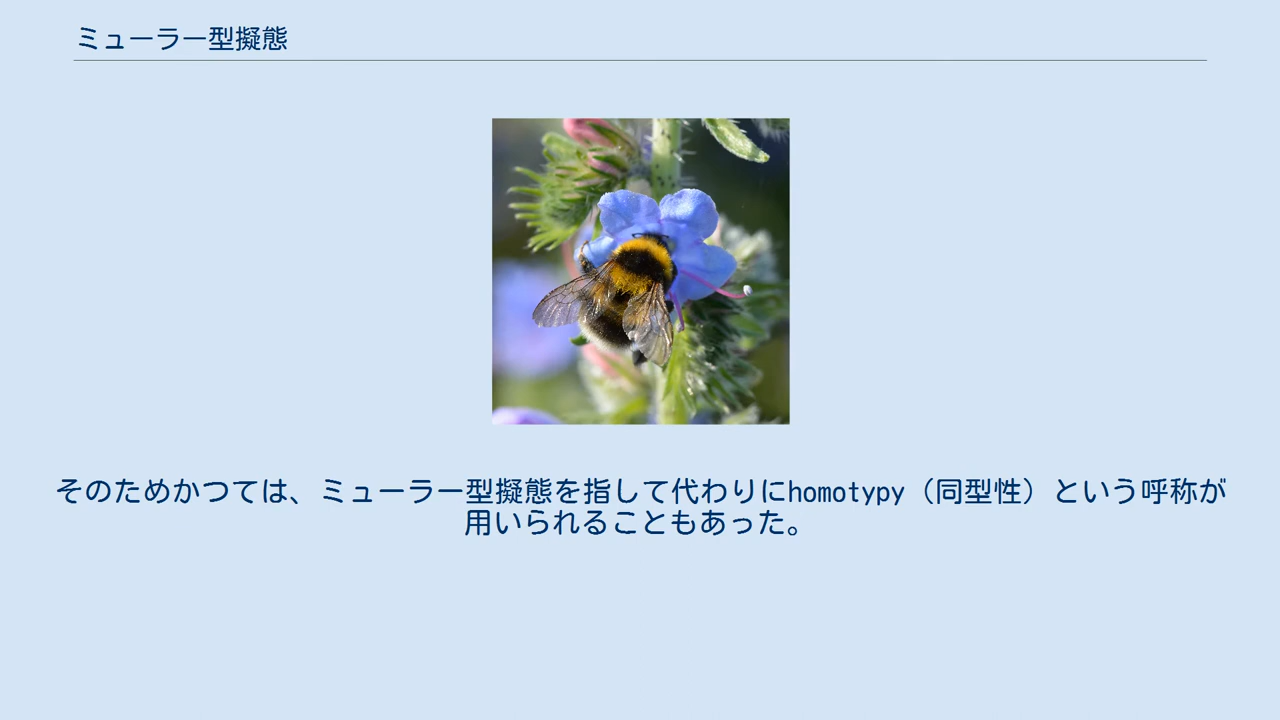 ミューラー型擬態
そのためかつては、ミューラー型擬態を指して代わりにhomotypy（同型性）という呼称が
用いられることもあった。